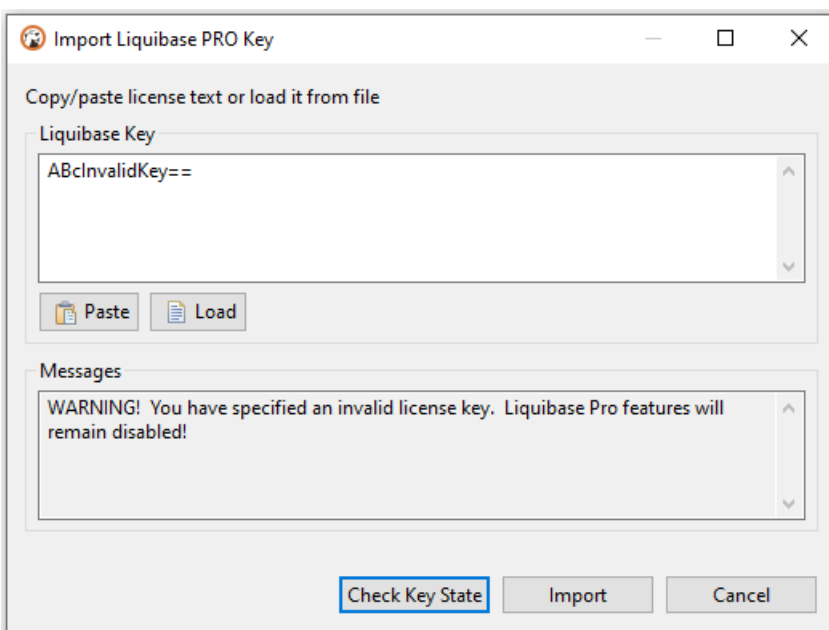 Import Liquibase PRO Key
Copy/paste license text or load it from file
Liquibase Key
ABcInvalidKey==
Paste Load
Messages
WARNING!  You have specified an invalid license key.  Liquibase Pro features will
remain disabled!
Check Key State Import Cancel